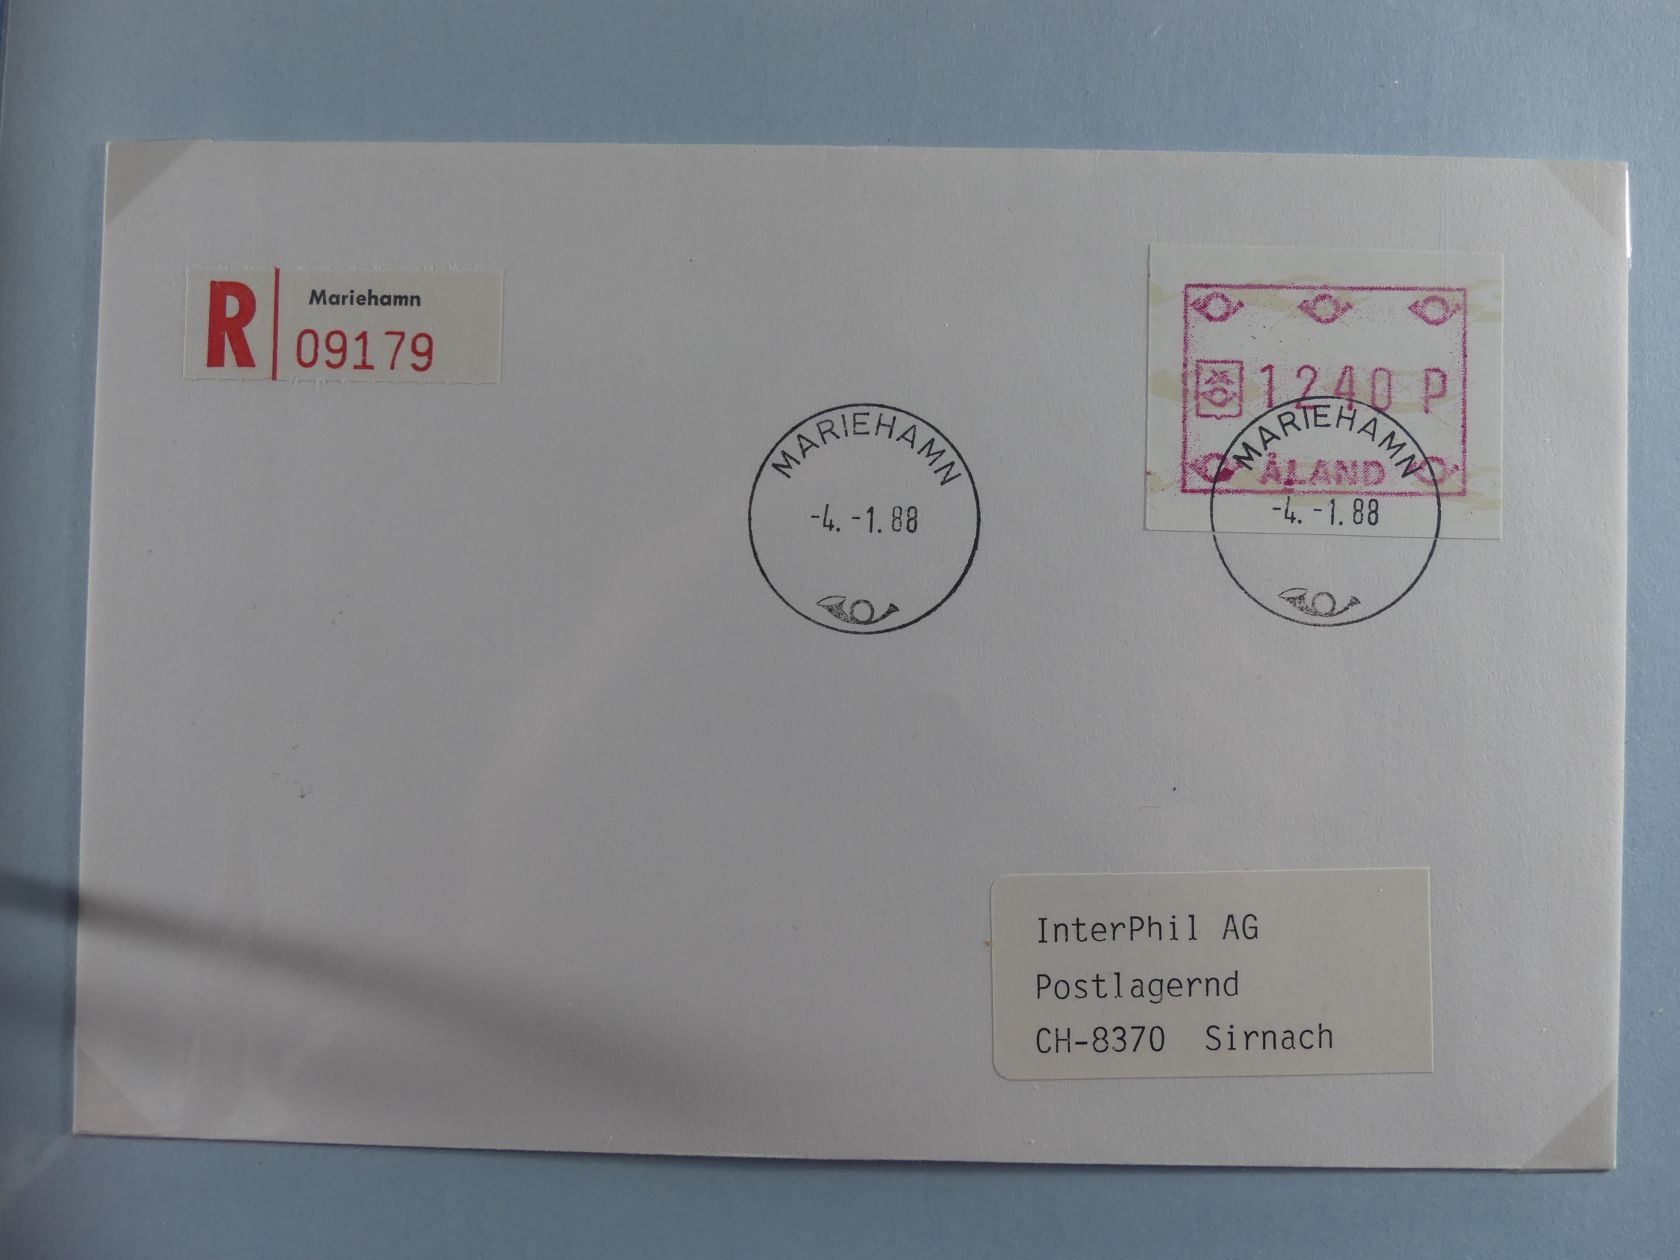 R
Mariehamn
09179
1240 P
ÅLAND
MARIEHAMN
-4. -1. 88
MARIEHAMN
-4. -1. 88
InterPhil AG
Postlagernd
CH-8370 Sirnach